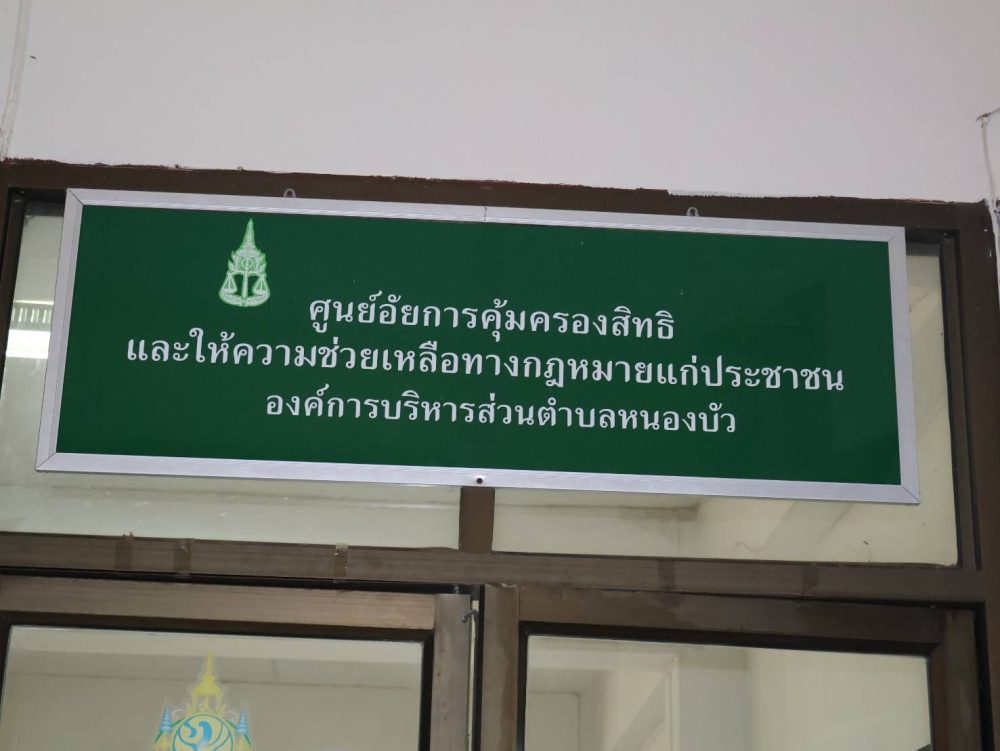 ศูนย์อัยการคุ้มครองสิทธิ
และให้ความช่วยเหลือทางกฎหมายแก่ประชาชน
องค์การบริหารส่วนตำบลหนองบัว